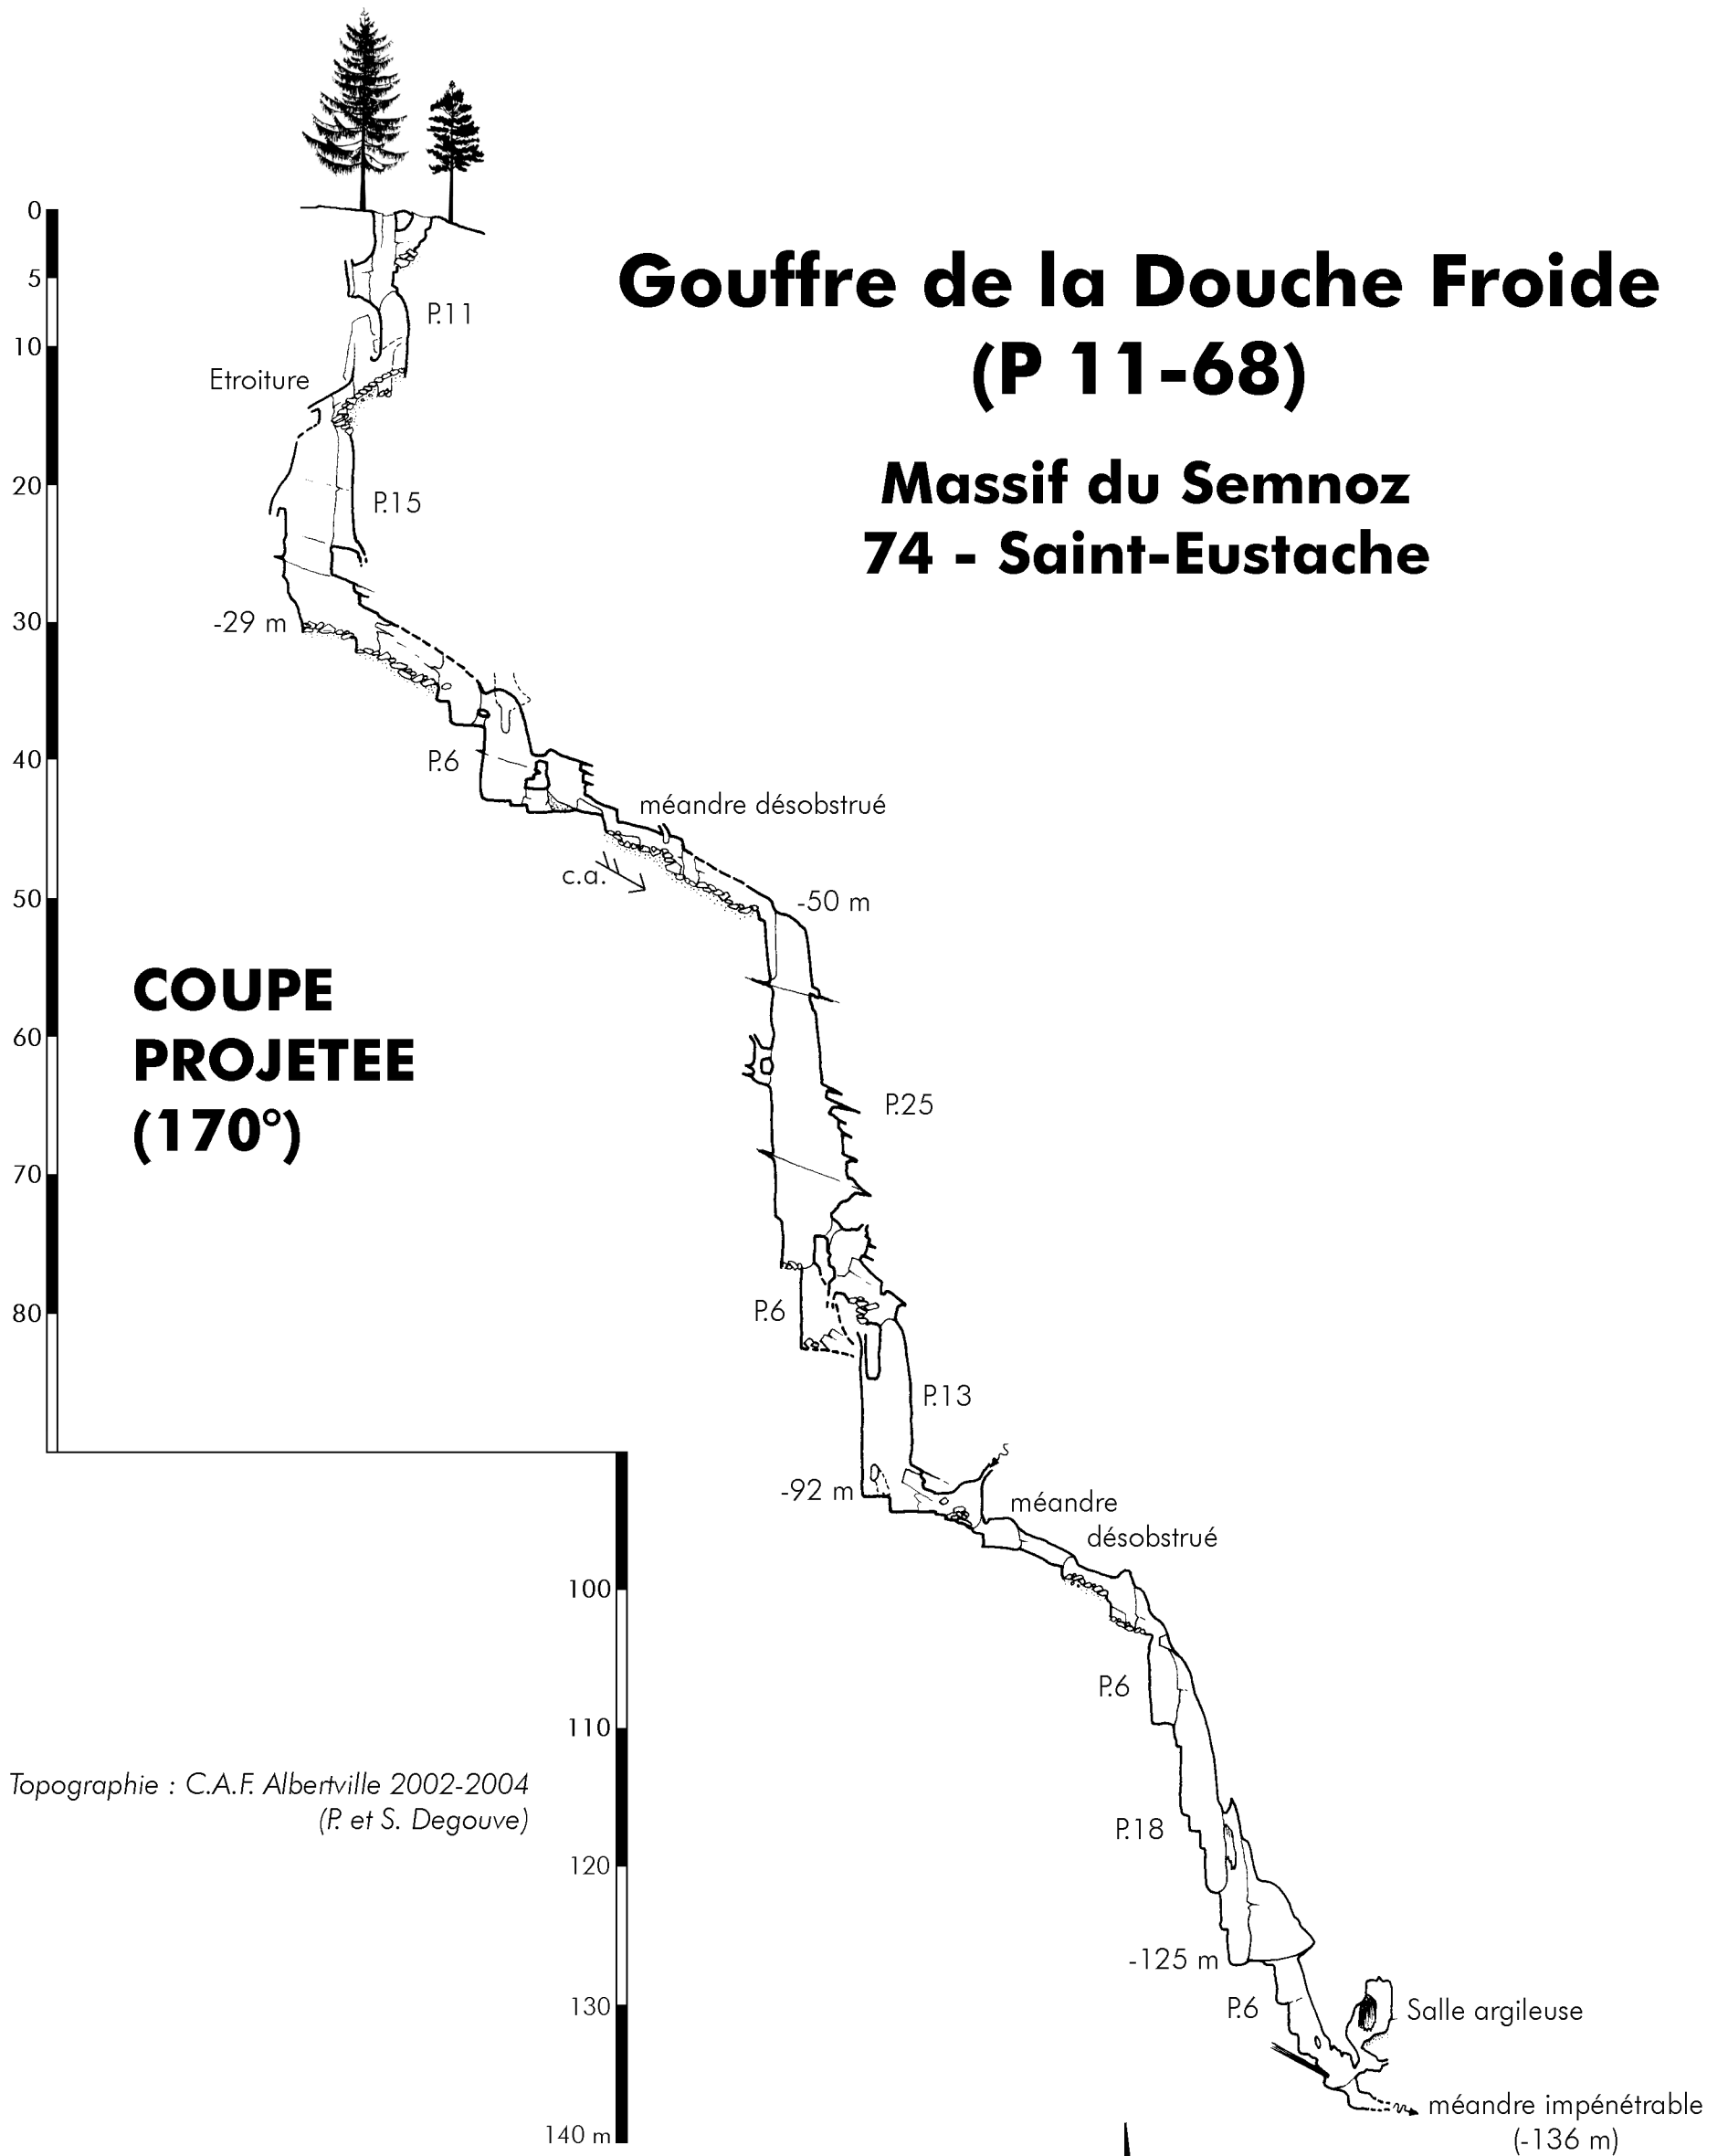 0
5
P.11
10
Etroiture
20
P.15
-29 m
30
Gouffre de la Douche Froide
(P 11-68)
Massif du Semnoz
74 - Saint-Eustache
40
P.6
méandre désobstrué
c.a.
50
-50 m
COUPE
PROJETEE
(170°)
60
P.25
70
80
P.6
P.13
-92 m
méandre
désobstrué
100
P.6
110
Topographie : C.A.F. Albertville 2002-2004
(P. et S. Degouve)
P.18
120
-125 m
130
P.6
Salle argileuse
méandre impénétrable
(-136 m)
140 m